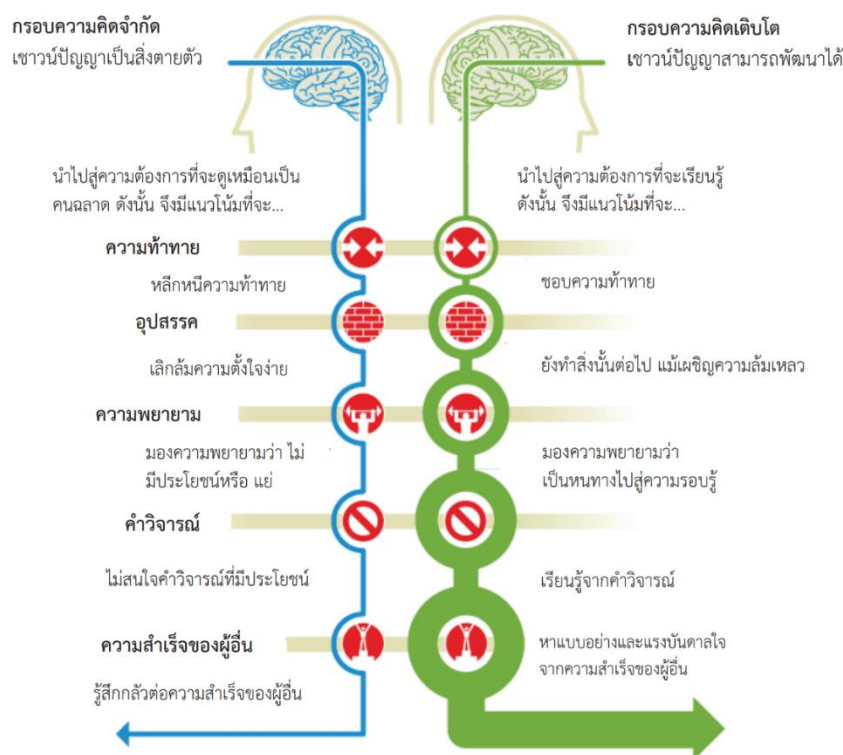 กรอบความคิดจำกัด
เชาวน์ปัญญาเป็นสิ่งตายตัว
กรอบความคิดเติบโต
เชาวน์ปัญญาสามารถพัฒนาได้
นำไปสู่ความต้องการที่จะดูเหมือนเป็น
คนฉลาด ดังนั้น จึงมีแนวโน้มที่จะ...
นำไปสู่ความต้องการที่จะเรียนรู้
ดังนั้น จึงมีแนวโน้มที่จะ...
ความท้าทาย
หลีกหนีความท้าทาย
ชอบความท้าทาย
อุปสรรค
เลิกล้มความตั้งใจง่าย
ยังทำสิ่งนั้นต่อไป แม้เผชิญความล้มเหลว
ความพยายาม
มองความพยายามว่า ไม่
มีประโยชน์หรือ แย่
มองความพยายามว่า
เป็นหนทางไปสู่ความรอบรู้
คำวิจารณ์
ไม่สนใจคำวิจารณ์ที่มีประโยชน์
เรียนรู้จากคำวิจารณ์
ความสำเร็จของผู้อื่น
รู้สึกกลัวต่อความสำเร็จของผู้อื่น
หาแบบอย่างและแรงบันดาลใจ
จากความสำเร็จของผู้อื่น